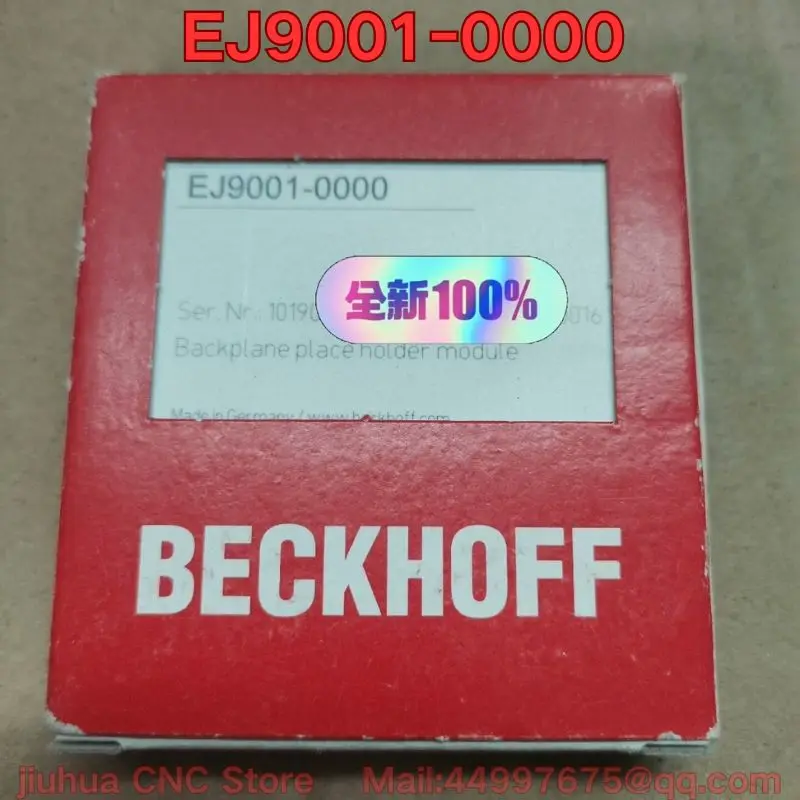 EJ9001-0000
EJ9001-0000
全新100%
Ser. Nr.: 10190
Backplane place holder module
Made in Germany / www.beckhoff.com
BECKHOFF
jiuhua CNC Store Mail:44997675@qq.com